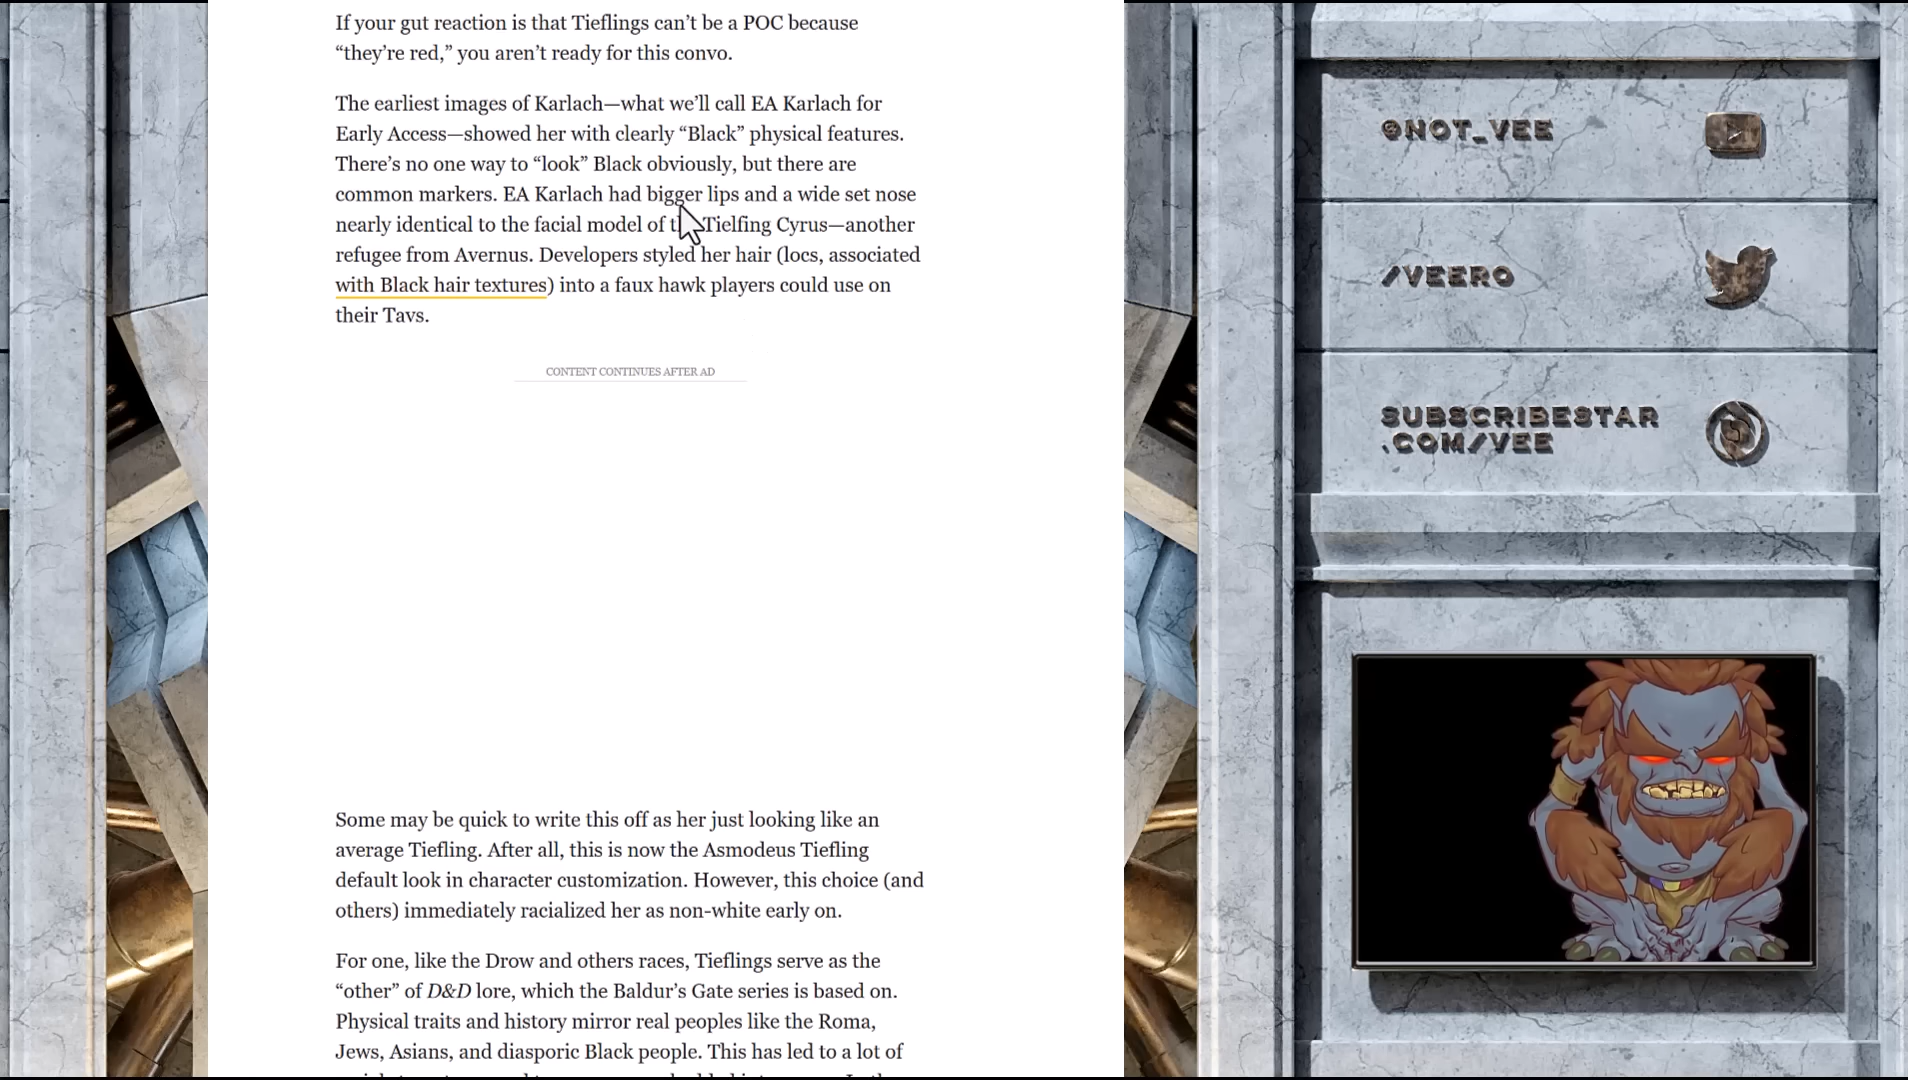 If your gut reaction is that Tieflings can’t be a POC because
“they’re red,” you aren’t ready for this convo.
The earliest images of Karlach—what we’ll call EA Karlach for
Early Access—showed her with clearly “Black” physical features.
There’s no one way to “look” Black obviously, but there are
common markers. EA Karlach had bigger lips and a wide set nose
nearly identical to the facial model of Tielfing Cyrus—another
refugee from Avernus. Developers styled her hair (locs, associated
with Black hair textures) into a faux hawk players could use on
their Tavs.
CONTENT CONTINUES AFTER AD
Some may be quick to write this off as her just looking like an
average Tiefling. After all, this is now the Asmodeus Tiefling
default look in character customization. However, this choice (and
others) immediately racialized her as non-white early on.
For one, like the Drow and others races, Tieflings serve as the
“other” of D&D lore, which the Baldur’s Gate series is based on.
Physical traits and history mirror real peoples like the Roma,
Jews, Asians, and diasporic Black people. This has led to a lot of
@NOT_VEE
/VEERO
SUBSCRIBESTAR
.COM/VEE